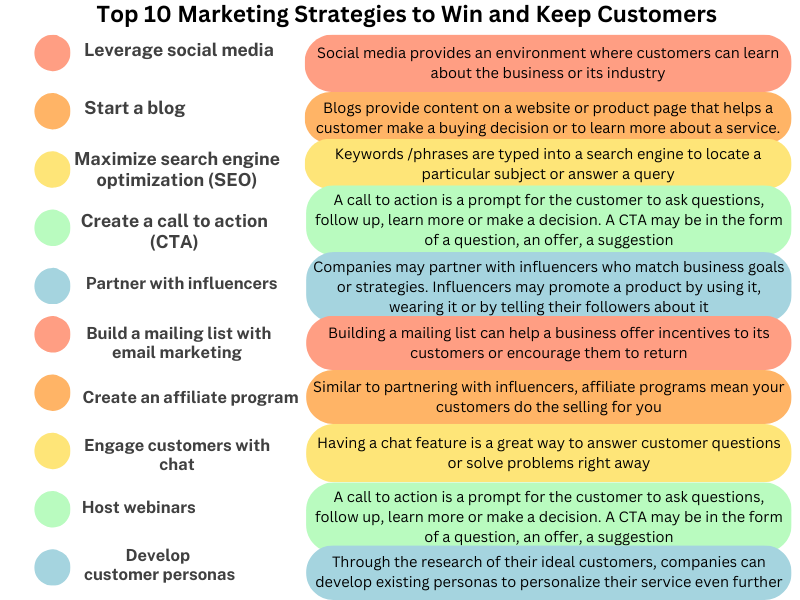 Top 10 Marketing Strategies to Win and Keep Customers
Leverage social media
Social media provides an environment where customers can learn
about the business or its industry
Start a blog
Blogs provide content on a website or product page that helps a
customer make a buying decision or to learn more about a service.
Maximize search engine
optimization (SEO)
Keywords /phrases are typed into a search engine to locate a
particular subject or answer a query
Create a call to action
(CTA)
A call to action is a prompt for the customer to ask questions,
follow up, learn more or make a decision. A CTA may be in the form
of a question, an offer, a suggestion
Partner with influencers
Companies may partner with influencers who match business goals
or strategies. Influencers may promote a product by using it,
wearing it or by telling their followers about it
Build a mailing list with
email marketing
Building a mailing list can help a business offer incentives to its
customers or encourage them to return
Create an affiliate program
Similar to partnering with influencers, affiliate programs mean your
customers do the selling for you
Engage customers with
chat
Having a chat feature is a great way to answer customer questions
or solve problems right away
Host webinars
A call to action is a prompt for the customer to ask questions,
follow up, learn more or make a decision. A CTA may be in the form
of a question, an offer, a suggestion
Develop
customer personas
Through the research of their ideal customers, companies can
develop existing personas to personalize their service even further